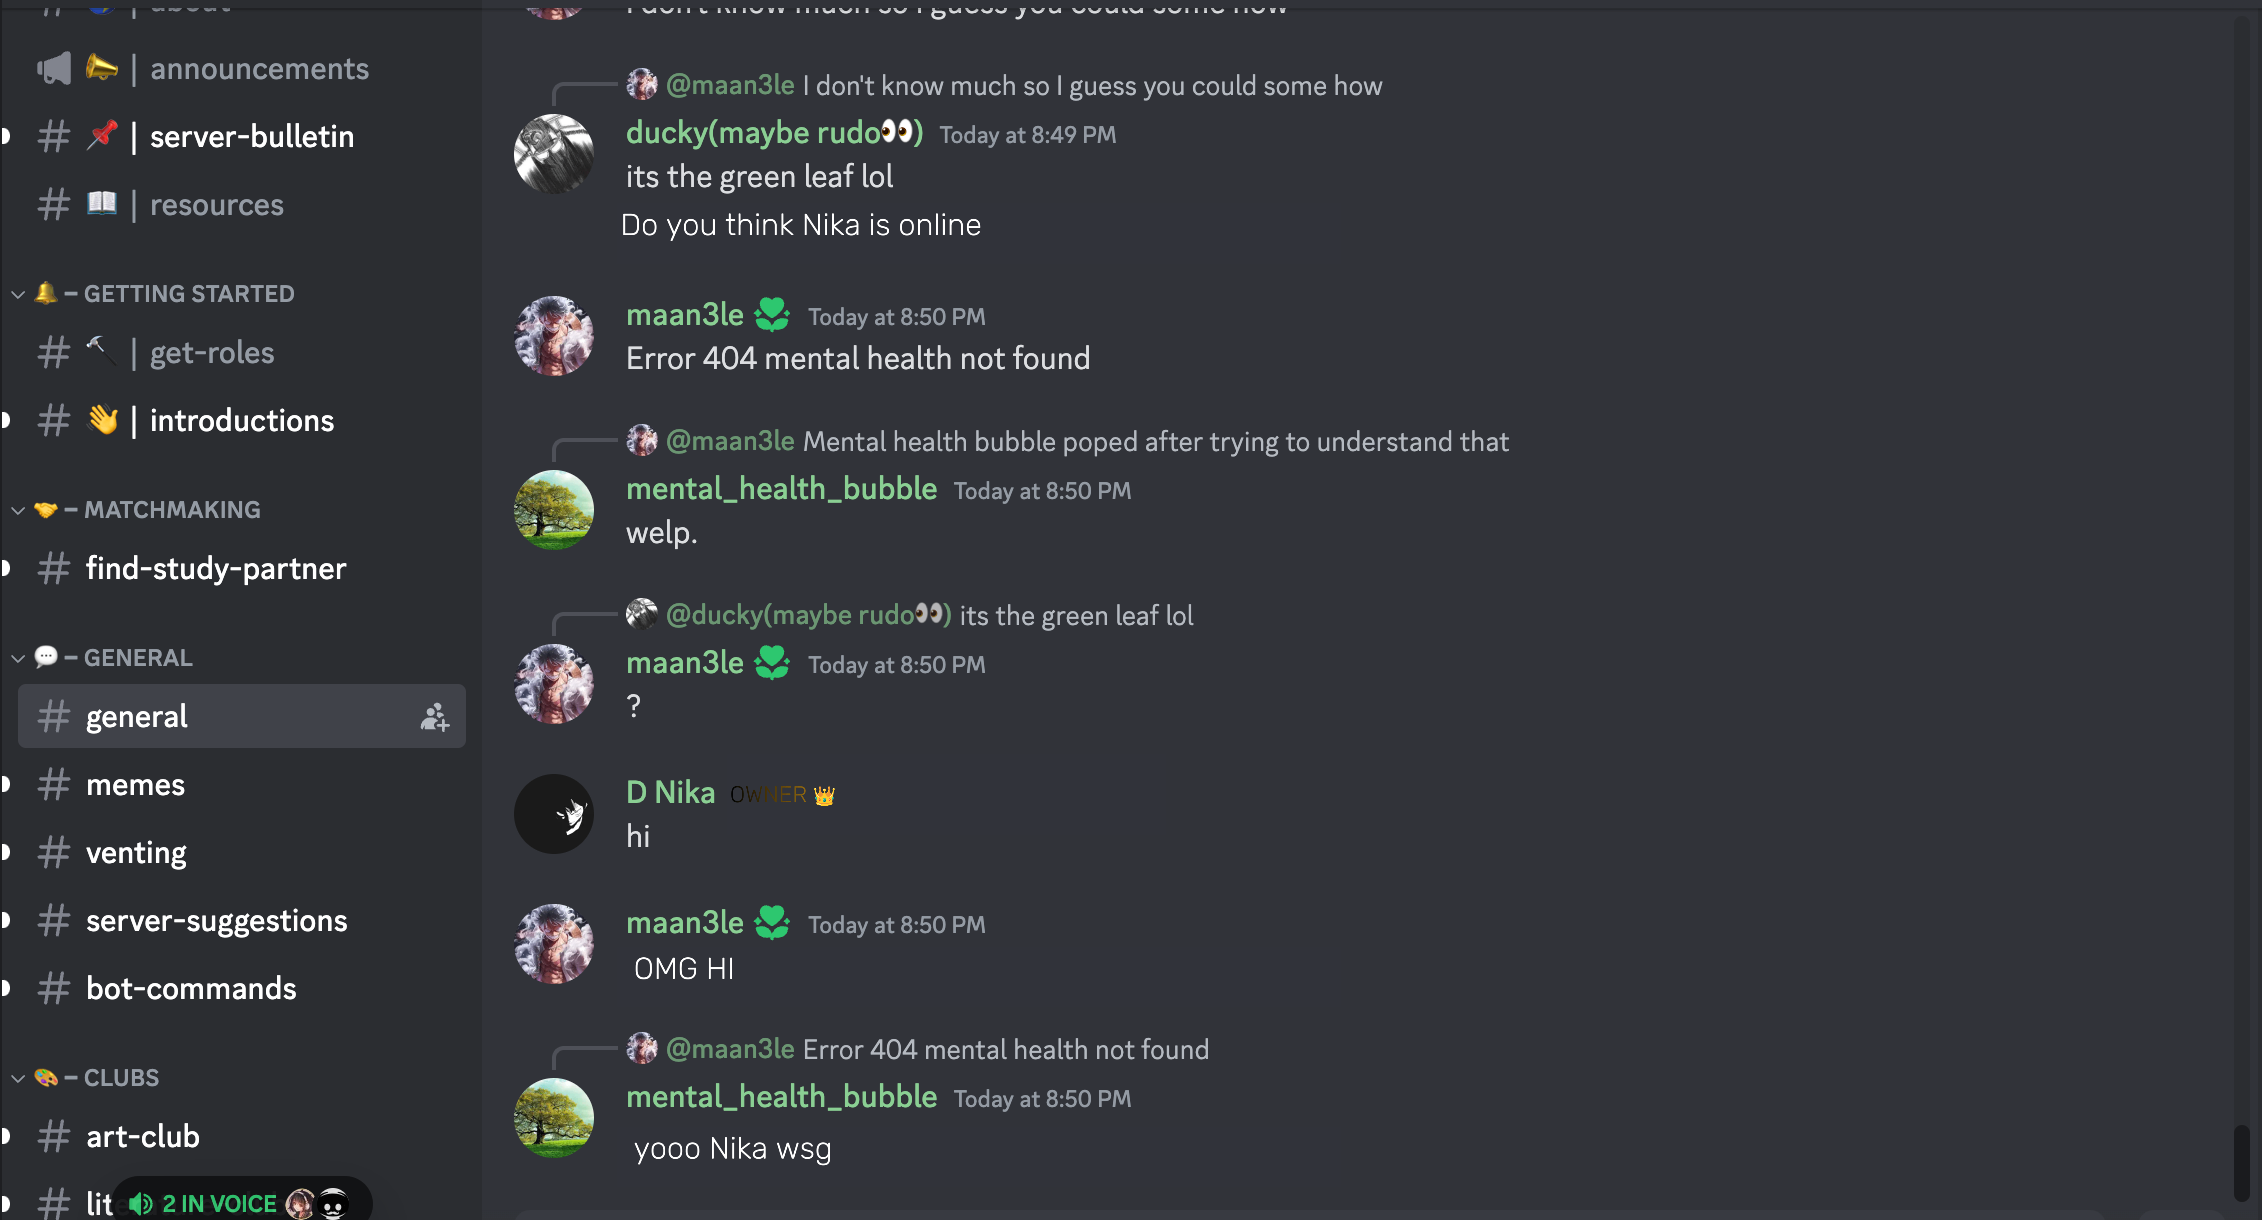 about
announcements
server-bulletin
resources
– GETTING STARTED
get-roles
introductions
– MATCHMAKING
find-study-partner
– GENERAL
general
memes
venting
server-suggestions
bot-commands
– CLUBS
art-club
2 IN VOICE
I don't know much so I guess you could some how
@maan3le I don't know much so I guess you could some how
ducky(maybe rudo👀) Today at 8:49 PM
its the green leaf lol
Do you think Nika is online
maan3le Today at 8:50 PM
Error 404 mental health not found
@maan3le Mental health bubble poped after trying to understand that
mental_health_bubble Today at 8:50 PM
welp.
@ducky(maybe rudo👀) its the green leaf lol
maan3le Today at 8:50 PM
?
D Nika OWNER 👑
hi
maan3le Today at 8:50 PM
OMG HI
@maan3le Error 404 mental health not found
mental_health_bubble Today at 8:50 PM
yooo Nika wsg